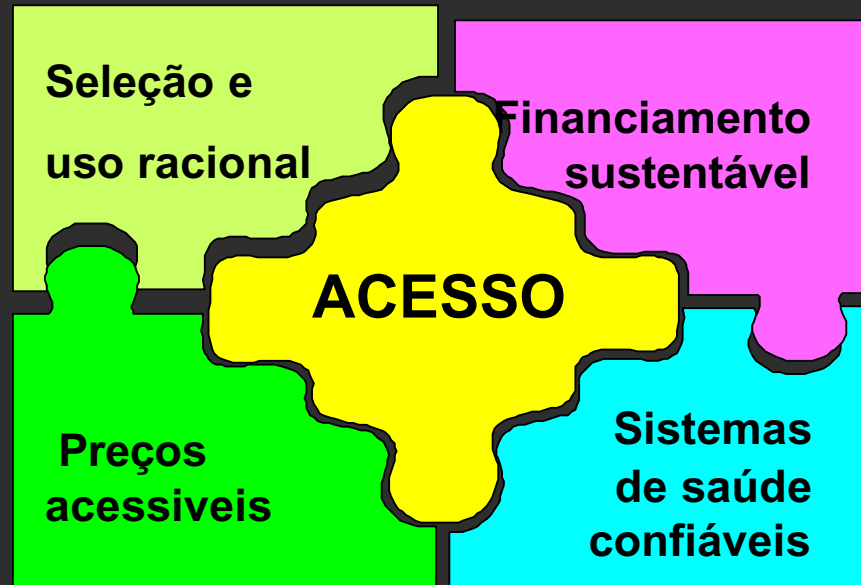 Seleção e
uso racional
Financiamento
sustentável
ACESSO
Preços
acessiveis
Sistemas
de saúde
confiáveis